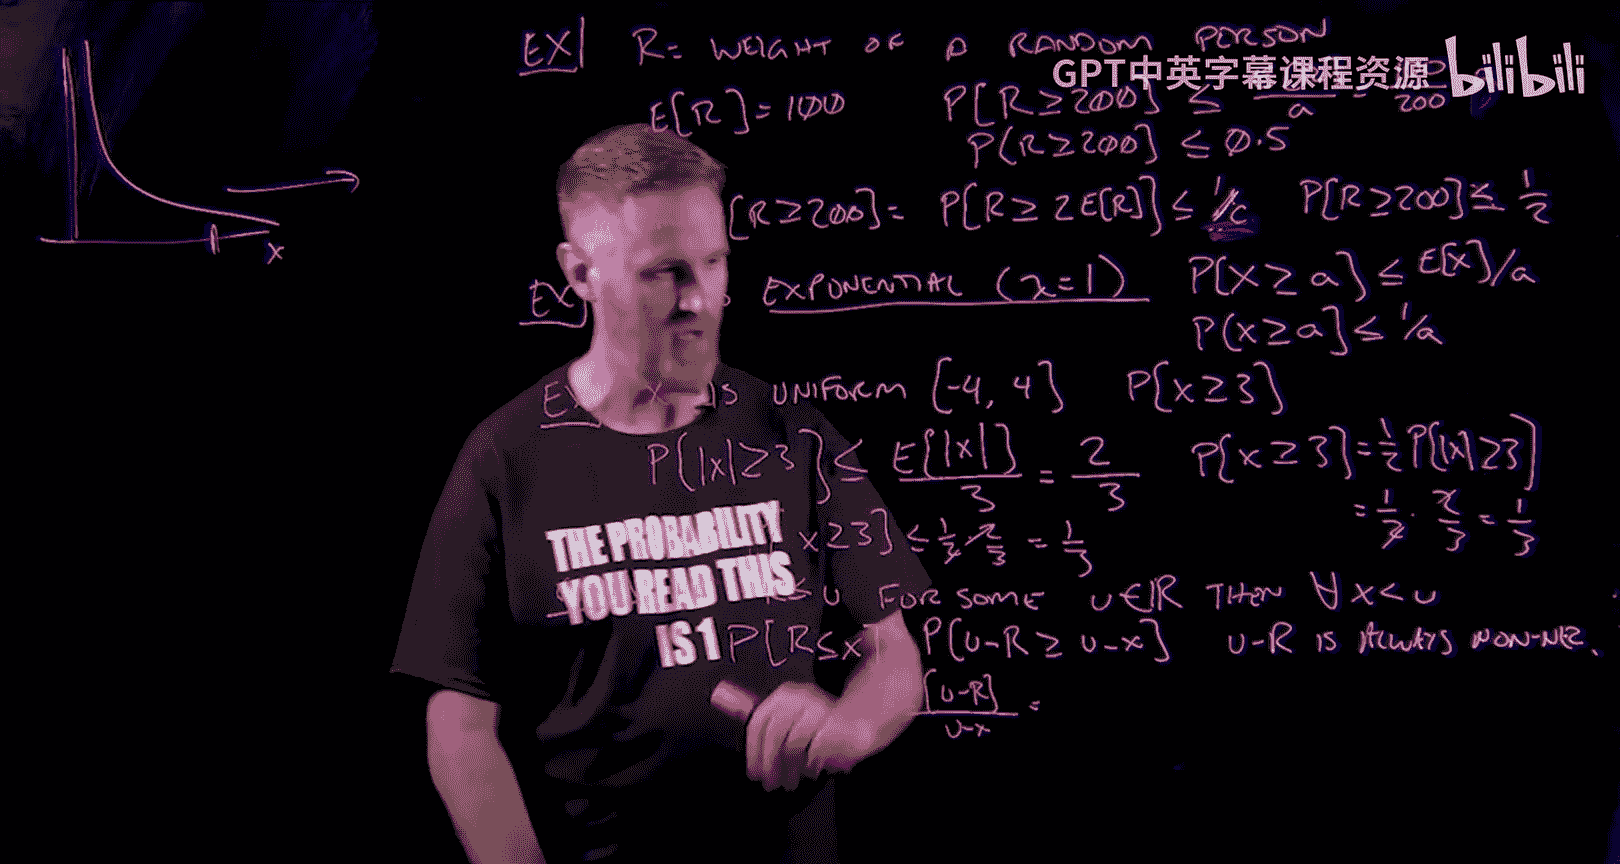 EX R = WEIGHT OF A RANDOM PERSON
GPT中英字幕课程资源 bilibili
E[R] = 100 P[R ≥ 200] ≤ /a = /200
P[R ≥ 200] ≤ 0.5
[R ≥ 200] = P[R ≥ 2E[R]] ≤ 1/c P[R ≥ 200] ≤ 1/2
EX EXPONENTIAL (λ=1) P[X ≥ a] ≤ E[X]/a
P[X ≥ a] ≤ 1/a
EX X IS UNIFORM [-4, 4] P[X ≥ 3]
P[|X| ≥ 3] ≤ E[|X|]/3 = 2/3 P[X ≥ 3] = 1/2 P[|X| ≥ 3]
= 1/2 · 2/3 = 1/3
X ≥ 3] ≤ 1/2 · 2/3 = 1/3
≤ U FOR SOME U ∈ ℝ THEN ∀ X < U
P[R ≤ X] P[U-R ≥ U-X] U-R IS ALWAYS NON-NEG.
[U-R]/U-X =
THE PROBABILITY
YOU READ THIS
IS 1
X